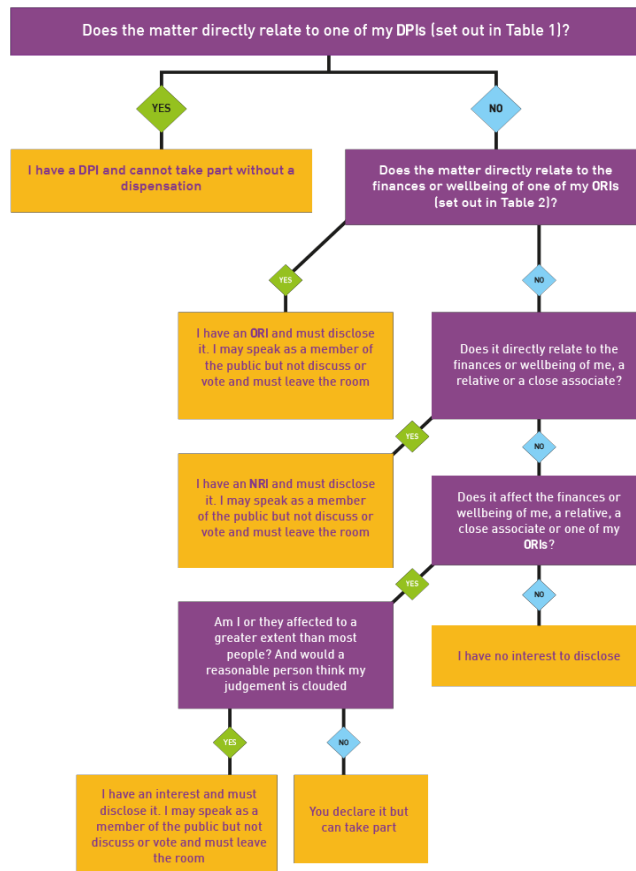 Does the matter directly relate to one of my DPIs (set out in Table 1)?
YES
NO
I have a DPI and cannot take part without a
dispensation
Does the matter directly relate to the
finances or wellbeing of one of my ORIs
(set out in Table 2)?
YES
NO
I have an ORI and must disclose
it. I may speak as a member of
the public but not discuss or
vote and must leave the room
Does it directly relate to the
finances or wellbeing of me, a
relative or a close associate?
YES
NO
I have an NRI and must disclose
it. I may speak as a member
of the public but not discuss or
vote and must leave the room
Does it affect the finances or
wellbeing of me, a relative, a
close associate or one of my
ORIs?
YES
NO
Am I or they affected to a
greater extent than most
people? And would a
reasonable person think my
judgement is clouded
I have no interest to disclose
YES
NO
I have an interest and must
disclose it. I may speak as a
member of the public but not
discuss or vote and must leave
the room
You declare it but
can take part